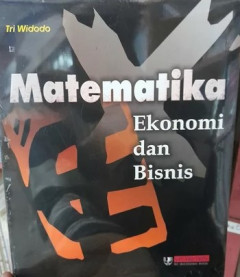 Tri Widodo
Matematika
Ekonomi
dan
Bisnis